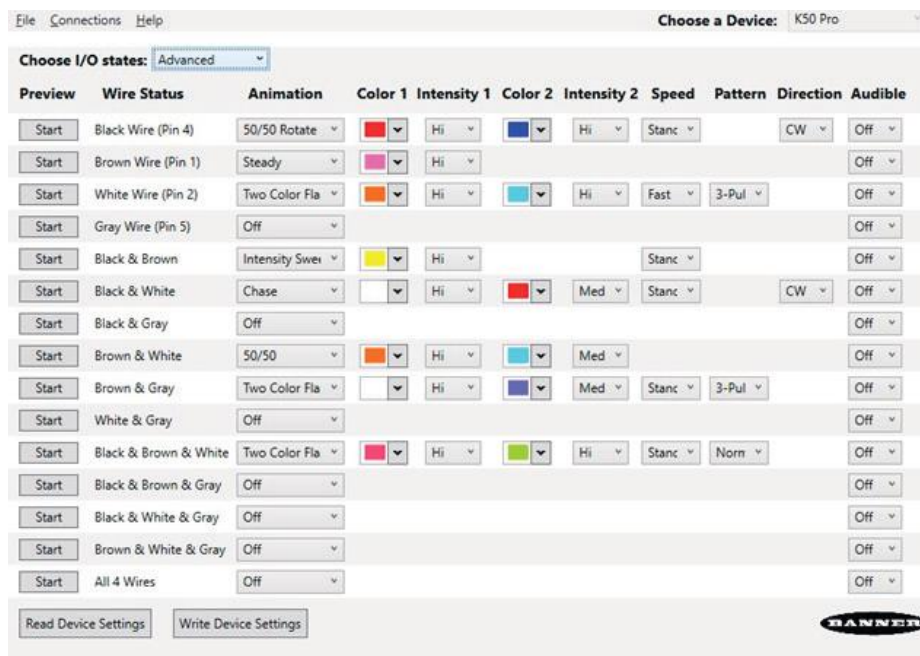 File Connections Help Choose a Device: K50 Pro
Choose I/O states: Advanced
Preview Wire Status Animation Color 1 Intensity 1 Color 2 Intensity 2 Speed Pattern Direction Audible
Start Black Wire (Pin 4) 50/50 Rotate Hi Hi Stanc CW Off
Start Brown Wire (Pin 1) Steady Hi Off
Start White Wire (Pin 2) Two Color Fla Hi Hi Fast 3-Pul Off
Start Gray Wire (Pin 5) Off Off
Start Black & Brown Intensity Swee Hi Stanc Off
Start Black & White Chase Hi Med Stanc CW Off
Start Black & Gray Off Off
Start Brown & White 50/50 Hi Med Off
Start Brown & Gray Two Color Fla Hi Med Stanc 3-Pul Off
Start White & Gray Off Off
Start Black & Brown & White Two Color Fla Hi Hi Stanc Norn Off
Start Black & Brown & Gray Off Off
Start Black & White & Gray Off Off
Start Brown & White & Gray Off Off
Start All 4 Wires Off Off
Read Device Settings Write Device Settings BANNER